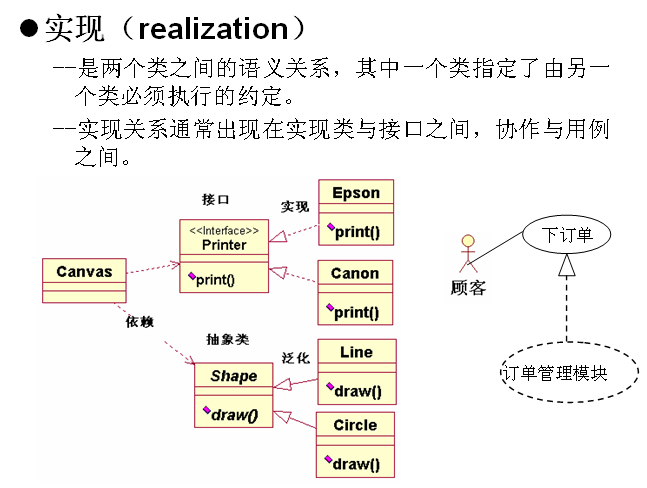 ●实现（realization）
--是两个类之间的语义关系，其中一个类指定了由另一
个类必须执行的约定。
--实现关系通常出现在实现类与接口之间，协作与用例
之间。
接口
实现
Epson
print()
<<Interface>>
Printer
print()
Canvas
Canon
print()
依赖
抽象类
泛化
Shape
draw()
Line
draw()
Circle
draw()
下订单
顾客
订单管理模块